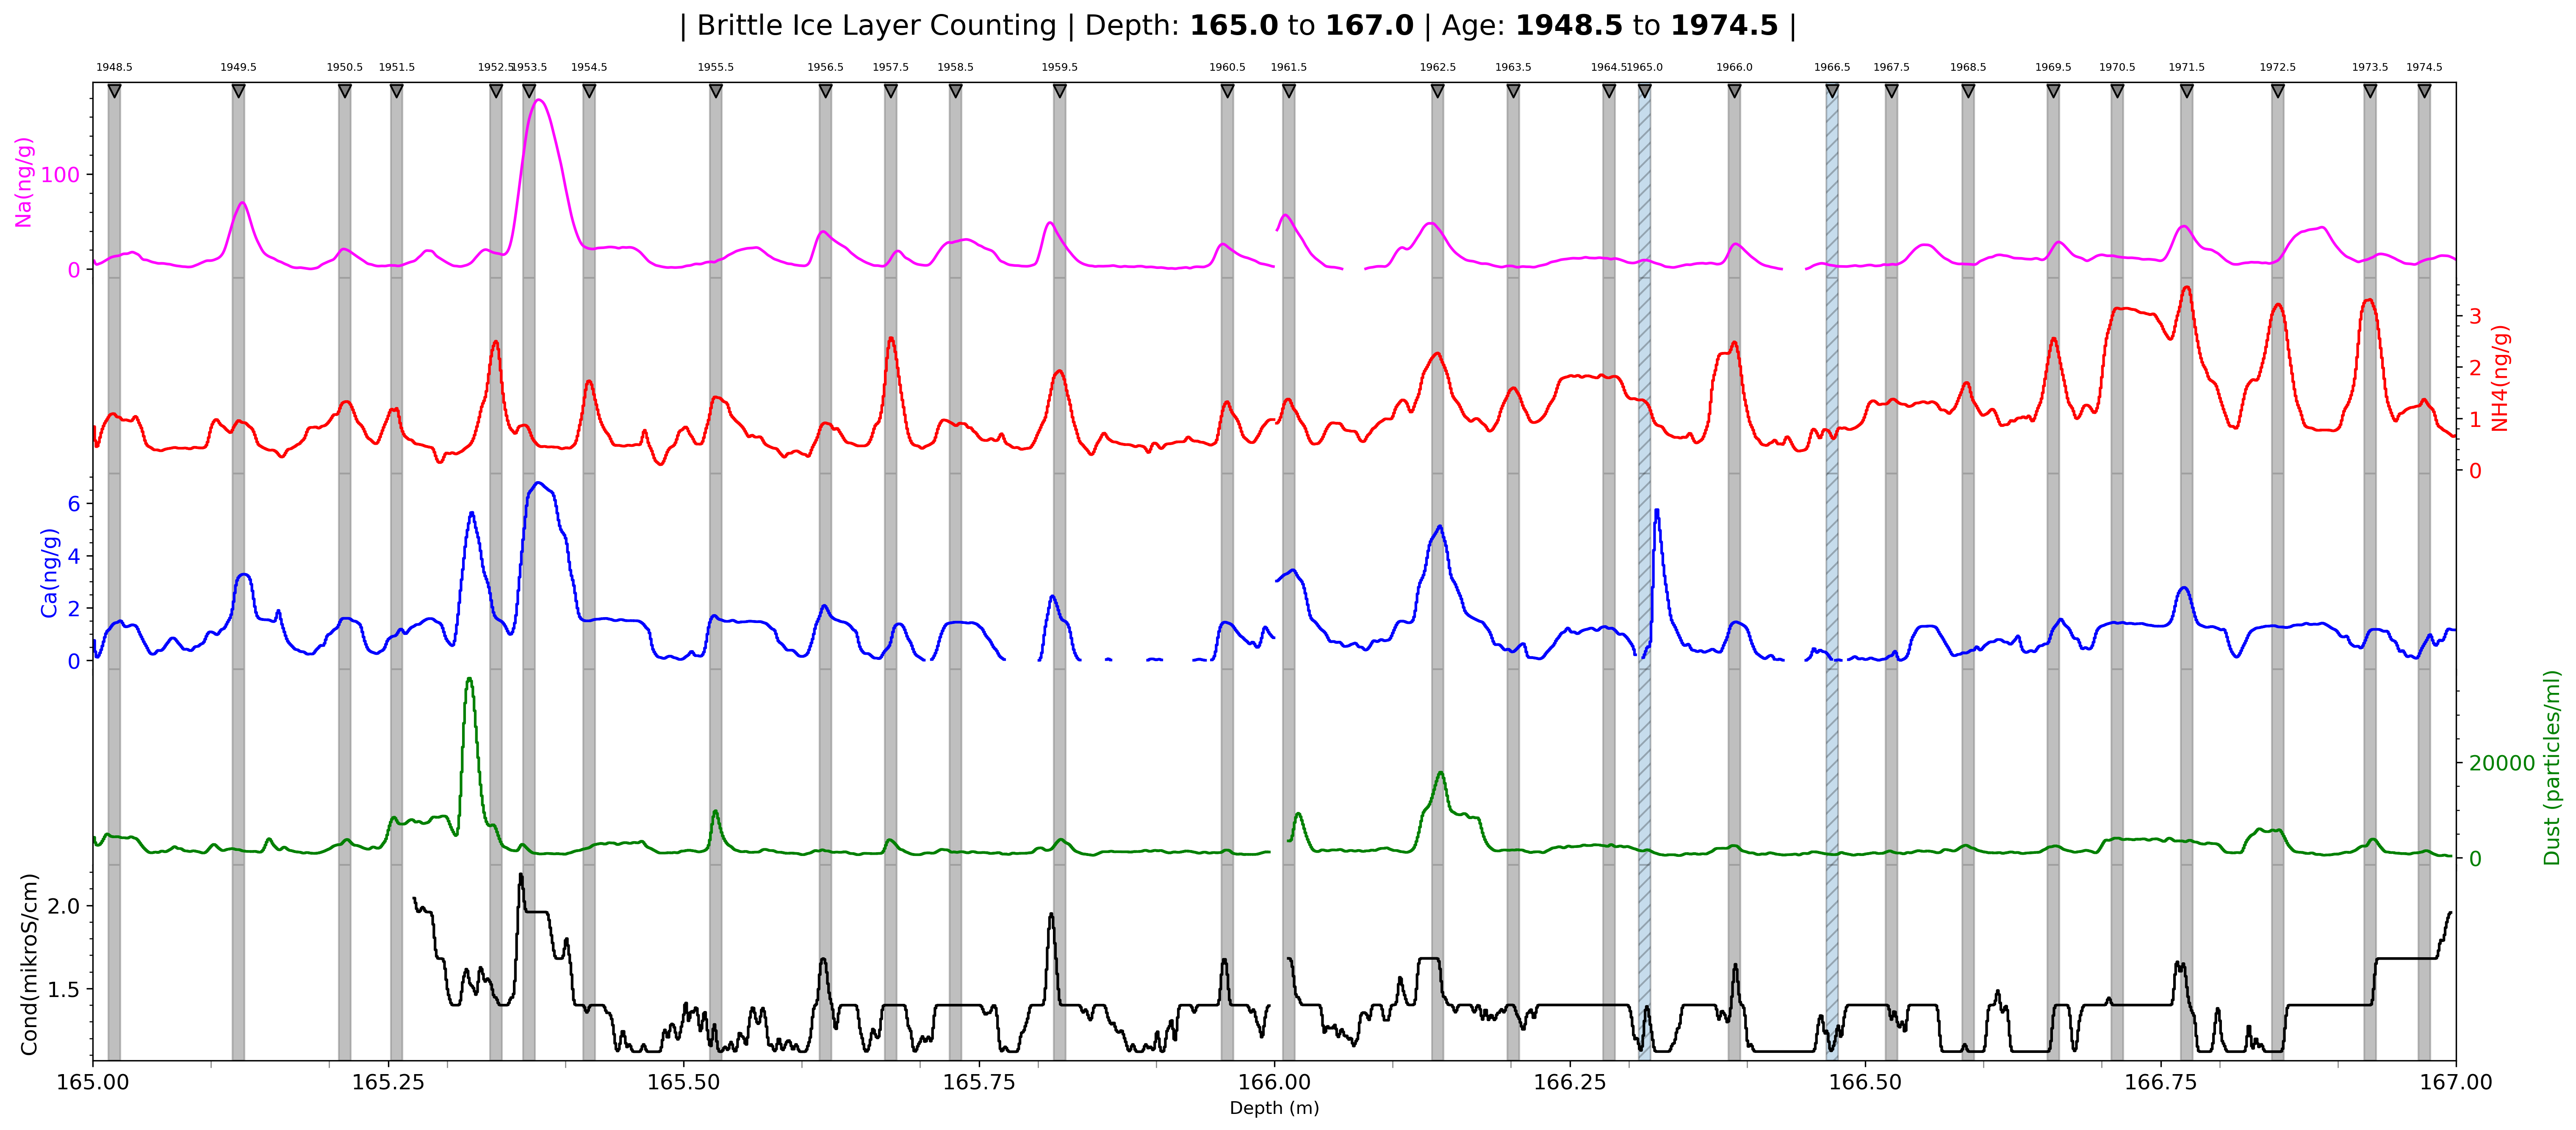 | Brittle Ice Layer Counting | Depth: 165.0 to 167.0 | Age: 1948.5 to 1974.5 |
1948.5 1949.5 1950.5 1951.5 1952.5 1953.5 1954.5 1955.5 1956.5 1957.5 1958.5 1959.5 1960.5 1961.5 1962.5 1963.5 1964.5 1965.0 1966.0 1966.5 1967.5 1968.5 1969.5 1970.5 1971.5 1972.5 1973.5 1974.5
Na(ng/g)
100
0
NH4(ng/g)
3
2
1
0
Ca(ng/g)
6
4
2
0
Dust (particles/ml)
20000
0
Cond(mikroS/cm)
2.0
1.5
165.00 165.25 165.50 165.75 166.00 166.25 166.50 166.75 167.00
Depth (m)